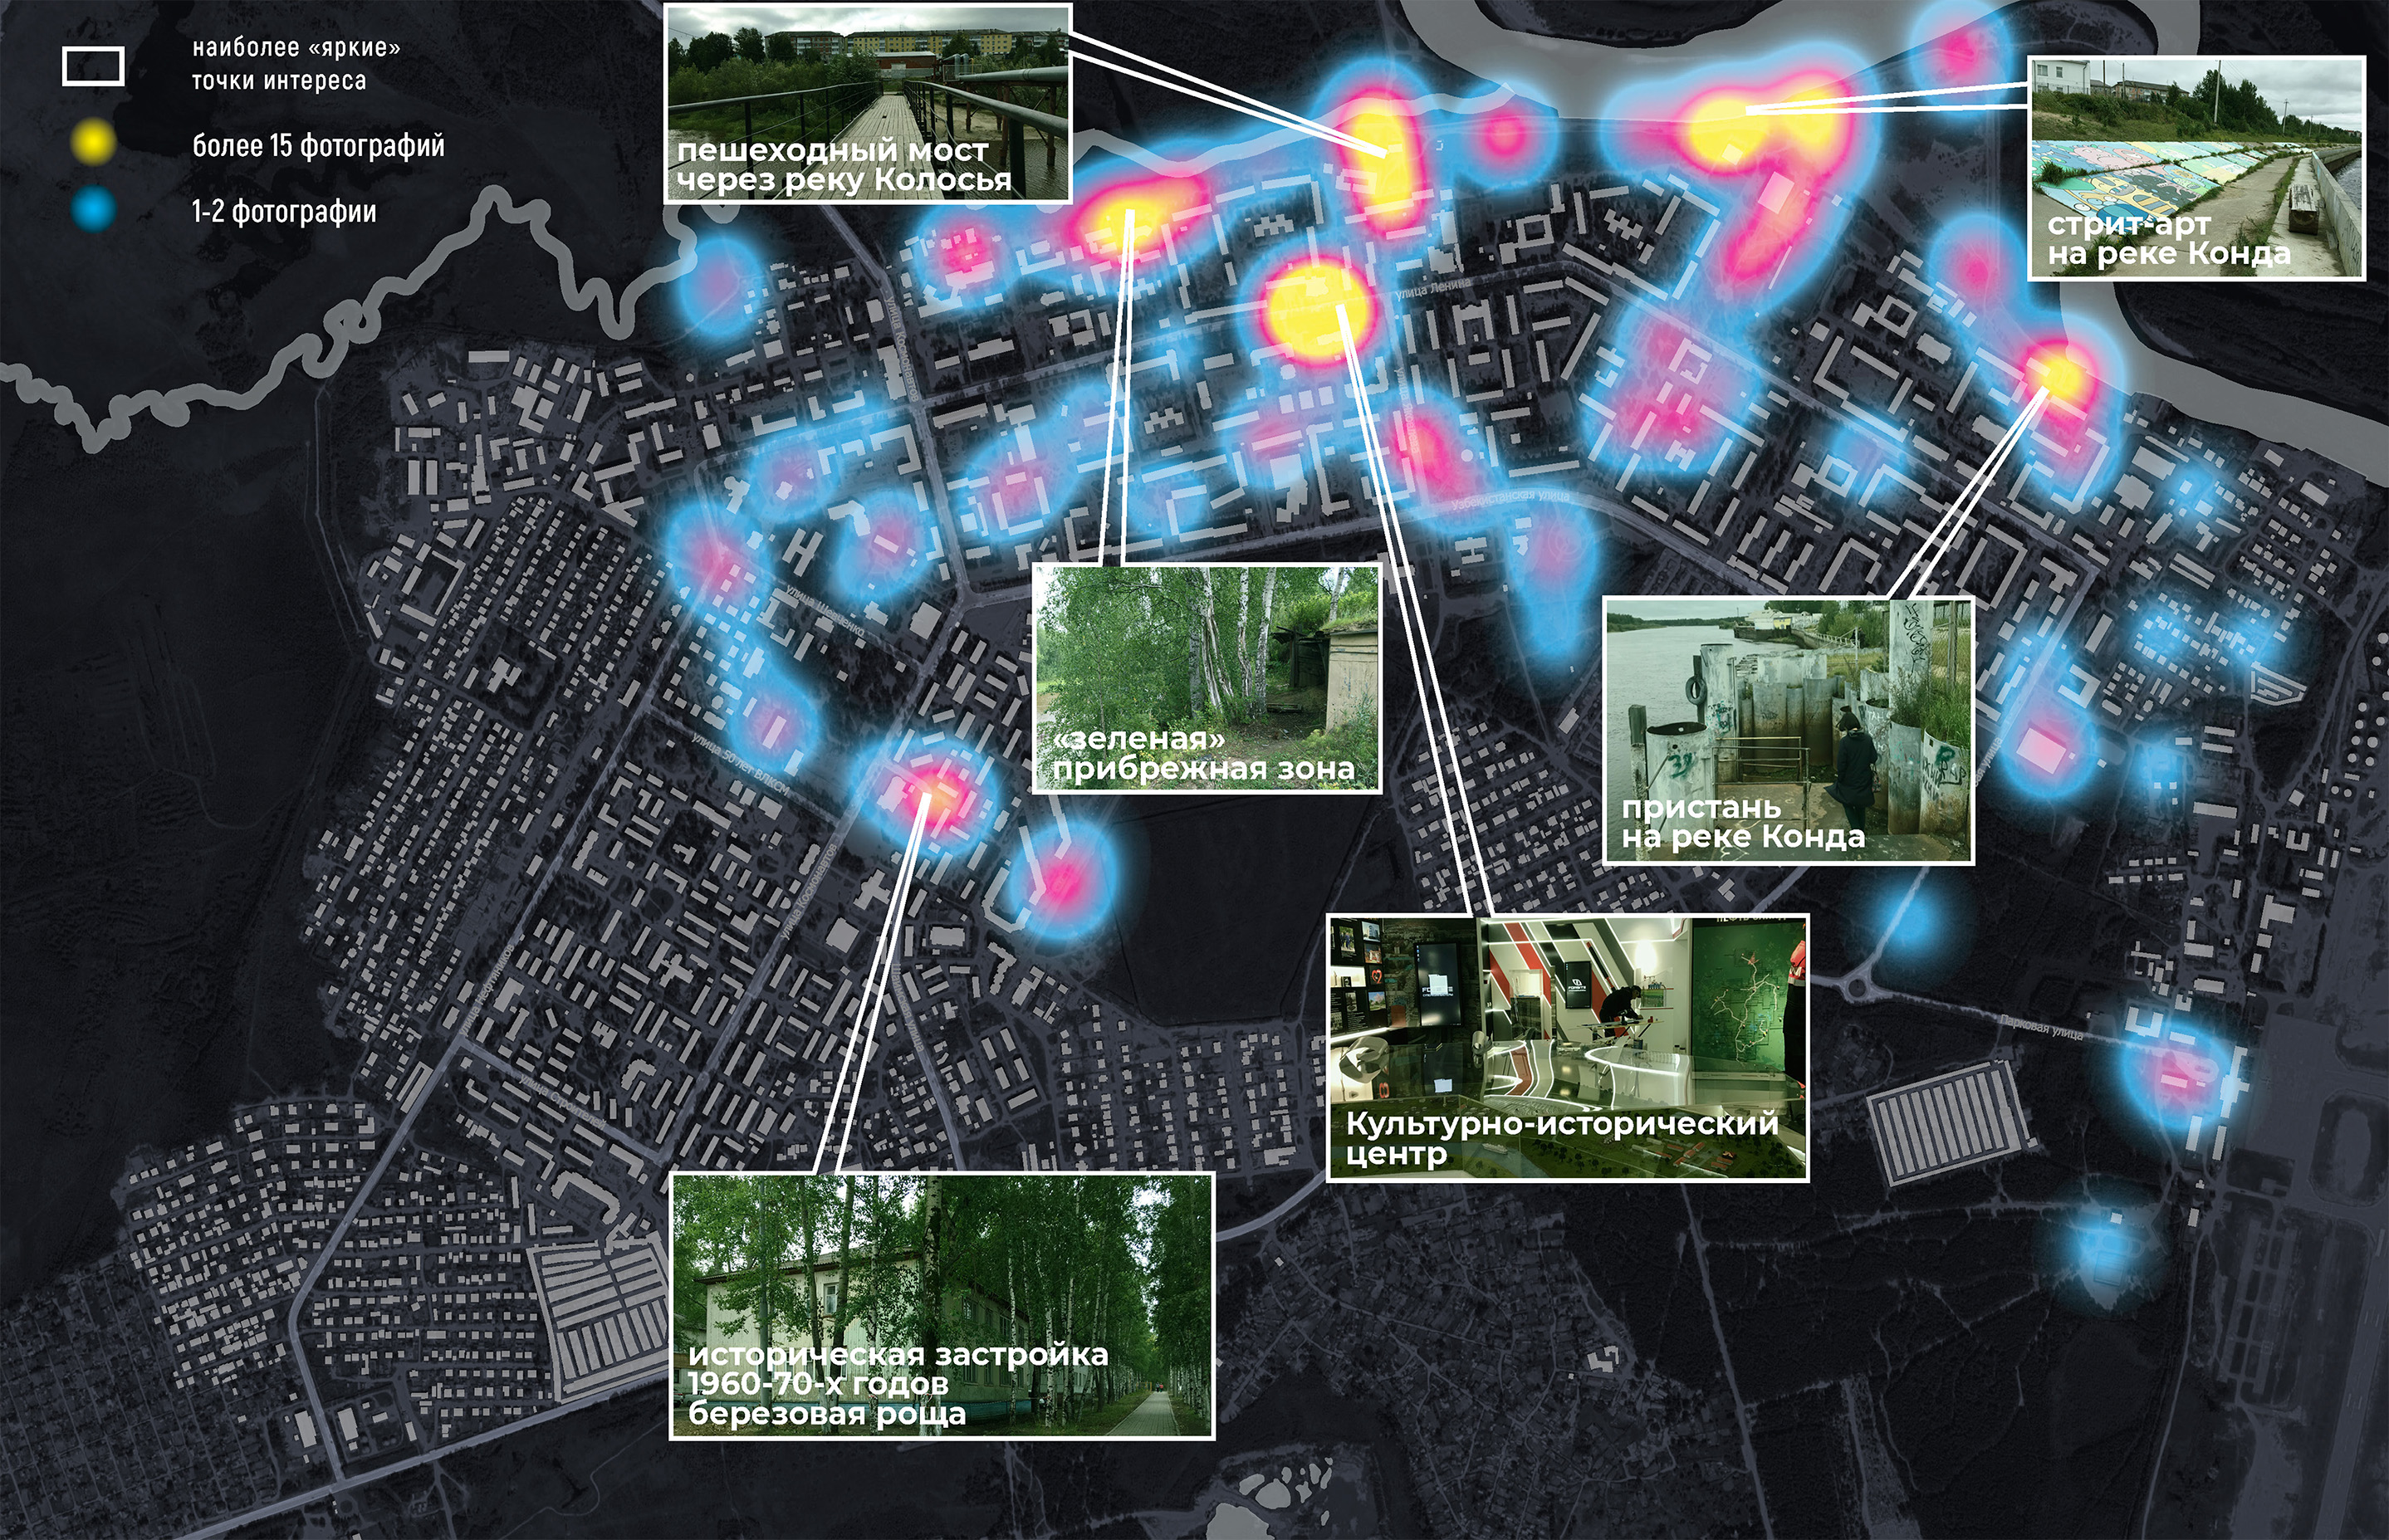 наиболее «яркие»
точки интереса
более 15 фотографий
1-2 фотографии
пешеходный мост
через реку Колосья
стрит-арт
на реке Конда
улица Ленина
Узбекистанская улица
улица Шевченко
«зеленая»
прибрежная зона
улица 50 лет ВЛКСМ
пристань
на реке Конда
улица Космонавтов
улица Нефтяников
Парковая улица
Культурно-исторический
центр
историческая застройка
1960-70-х годов
березовая роща